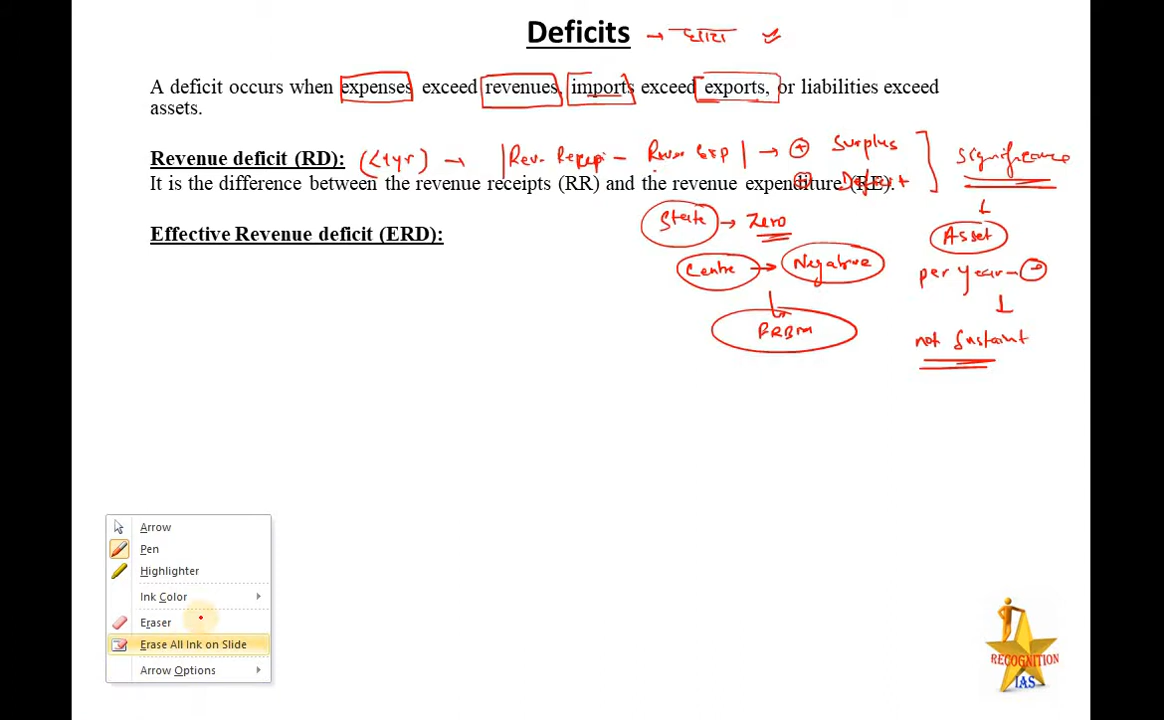 Deficits → घाटा
A deficit occurs when expenses exceed revenues, imports exceed exports, or liabilities exceed
assets.
Revenue deficit (RD): (<1yr) → |Rev. Receipt - Reven Exp| → + Surplus
It is the difference between the revenue receipts (RR) and the revenue expenditure (RE).
- Deficit
Significance
↓
Asset
per year - -
↓
not Sustaint
State → Zero
Centre → Negative
↓
FRBM
Effective Revenue deficit (ERD):
Arrow
Pen
Highlighter
Ink Color
Eraser
Erase All Ink on Slide
Arrow Options
RECOGNITION
IAS